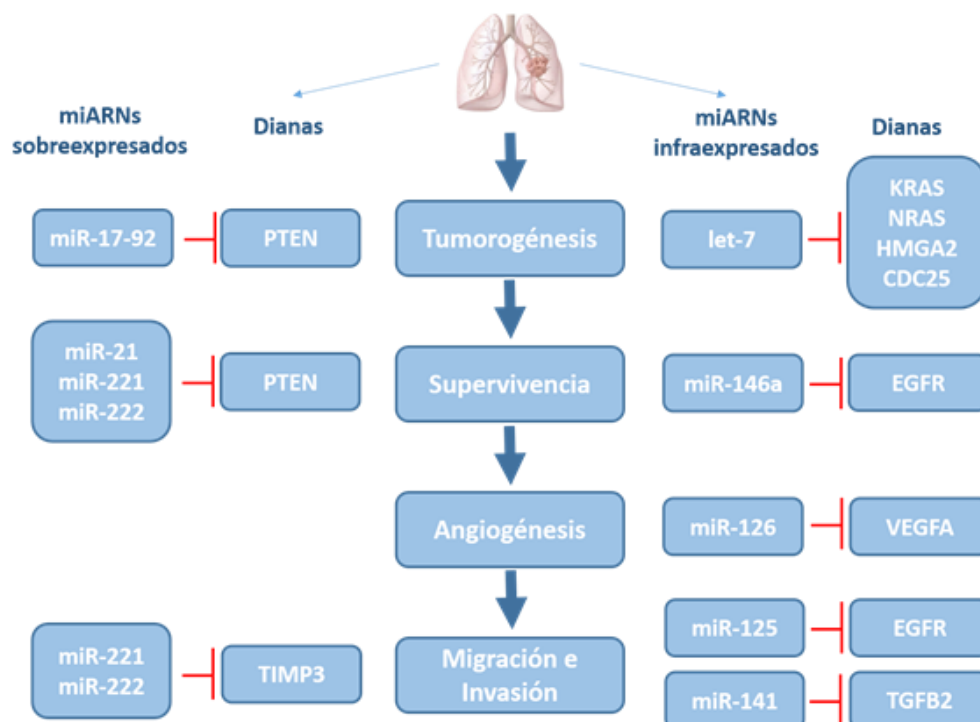 miARNs
sobreexpresados
Dianas
miARNs
infraexpresados
Dianas
miR-17-92
PTEN
Tumorogénesis
let-7
KRAS
NRAS
HMGA2
CDC25
miR-21
miR-221
miR-222
PTEN
Supervivencia
miR-146a
EGFR
Angiogénesis
miR-126
VEGFA
miR-221
miR-222
TIMP3
Migración e
Invasión
miR-125
EGFR
miR-141
TGFB2